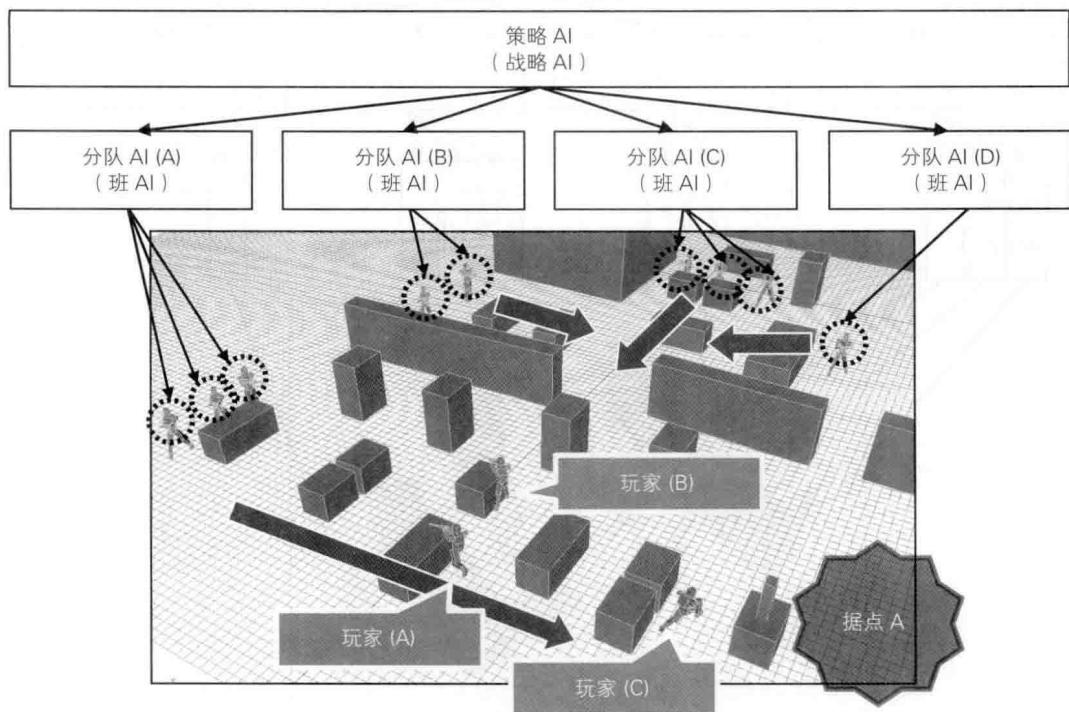 策略 AI
（战略 AI）
分队 AI (A)
（班 AI）
分队 AI (B)
（班 AI）
分队 AI (C)
（班 AI）
分队 AI (D)
（班 AI）
玩家 (B)
玩家 (A)
据点 A
玩家 (C)